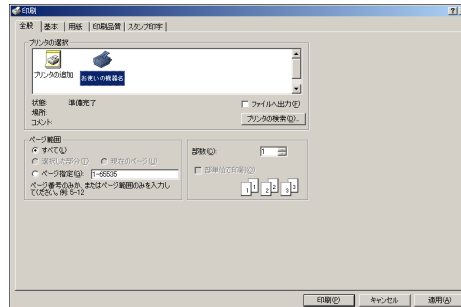 印刷
全般 基本 用紙 印刷品質 スタンプ印字
プリンタの選択
プリンタの追加 お使いの機器名
状態: 準備完了
場所:
コメント:
ファイルへ出力(F)
プリンタの検索(D)...
ページ範囲
すべて(L)
選択した部分(T) 現在のページ(U)
ページ指定(G): 1-65535
ページ番号のみか、またはページ範囲のみを入力し
てください。例: 5-12
部数(C): 1
部単位で印刷(O)
1 1 2 2 3 3
印刷(P) キャンセル 適用(A)